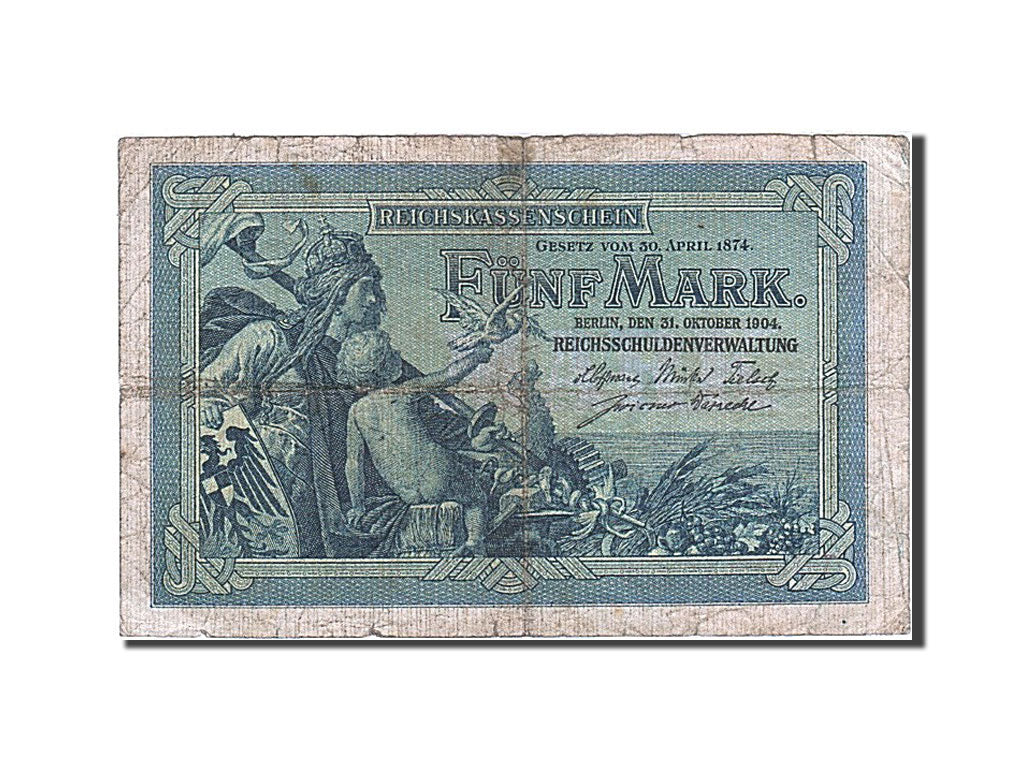 REICHSKASSENSCHEIN
GESETZ VOM 30. APRIL 1874.
FÜNF MARK.
BERLIN, DEN 31. OKTOBER 1904.
REICHSSCHULDENVERWALTUNG